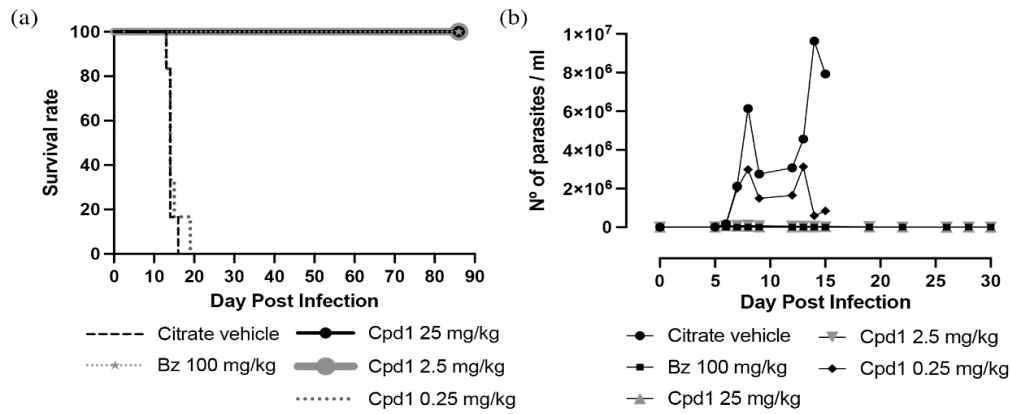 (a)
Survival rate
100
80
60
40
20
0
0 10 20 30 40 50 60 70 80 90
Day Post Infection
Citrate vehicle
Bz 100 mg/kg
Cpd1 25 mg/kg
Cpd1 2.5 mg/kg
Cpd1 0.25 mg/kg
(b)
Nº of parasites / ml
1×10⁷
8×10⁶
6×10⁶
4×10⁶
2×10⁶
0
0 5 10 15 20 25 30
Day Post Infection
Citrate vehicle
Bz 100 mg/kg
Cpd1 25 mg/kg
Cpd1 2.5 mg/kg
Cpd1 0.25 mg/kg